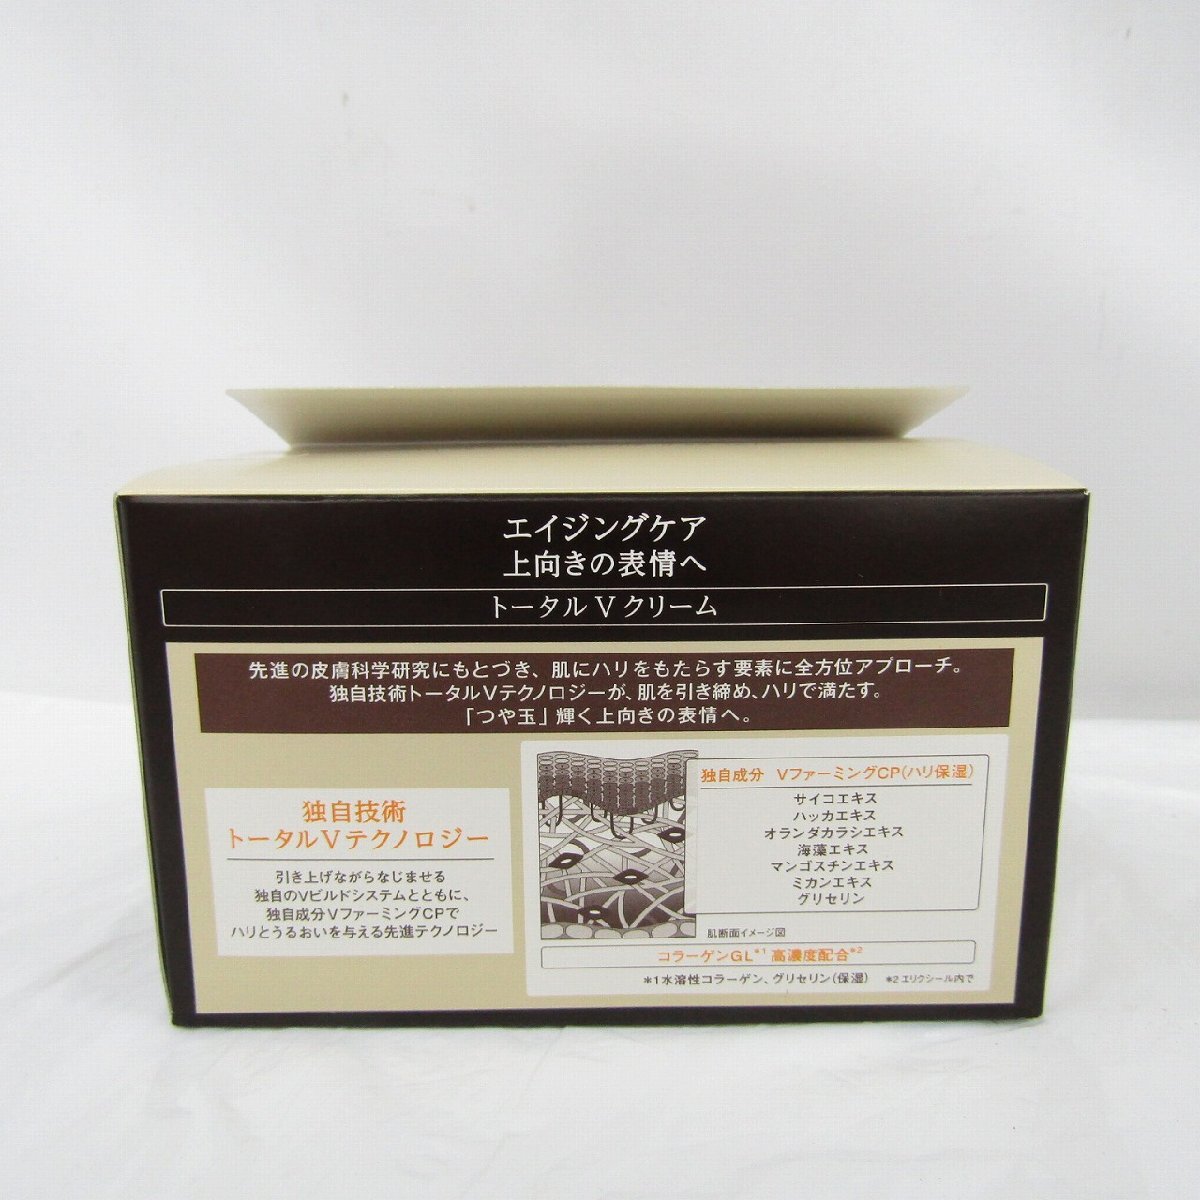 エイジングケア
上向きの表情へ
トータル V クリーム
先進の皮膚科学研究にもとづき、肌にハリをもたらす要素に全方位アプローチ。
独自技術トータルVテクノロジーが、肌を引き締め、ハリで満たす。
「つや玉」輝く上向きの表情へ。
独自技術
トータルVテクノロジー
引き上げながらなじませる
独自のVビルドシステムとともに、
独自成分VファーミングCPで
ハリとうるおいを与える先進テクノロジー
独自成分 VファーミングCP(ハリ保湿)
サイコエキス
ハッカエキス
オランダカラシエキス
海藻エキス
マンゴスチンエキス
ミカンエキス
グリセリン
肌断面イメージ図
コラーゲンGL*1 高濃度配合*2
*1水溶性コラーゲン、グリセリン(保湿) *2 エリクシール内で